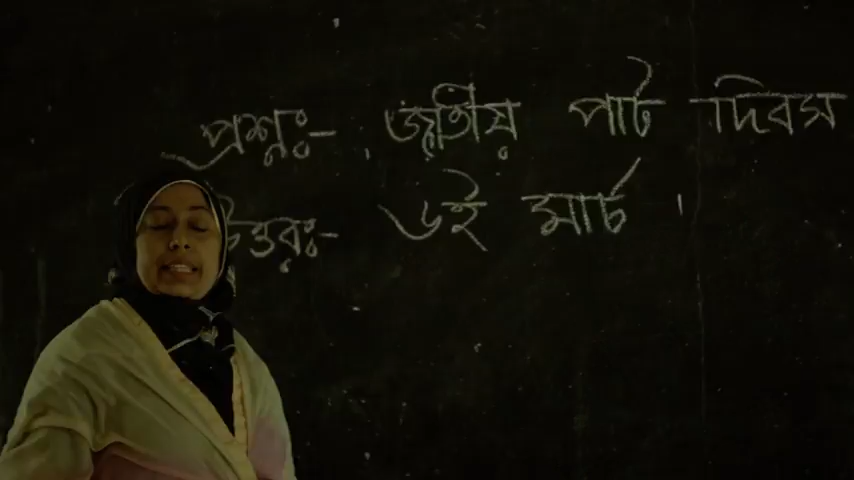 প্রশ্ন:- জাতীয় পাট দিবস
উত্তর:- ৬ই মার্চ ।